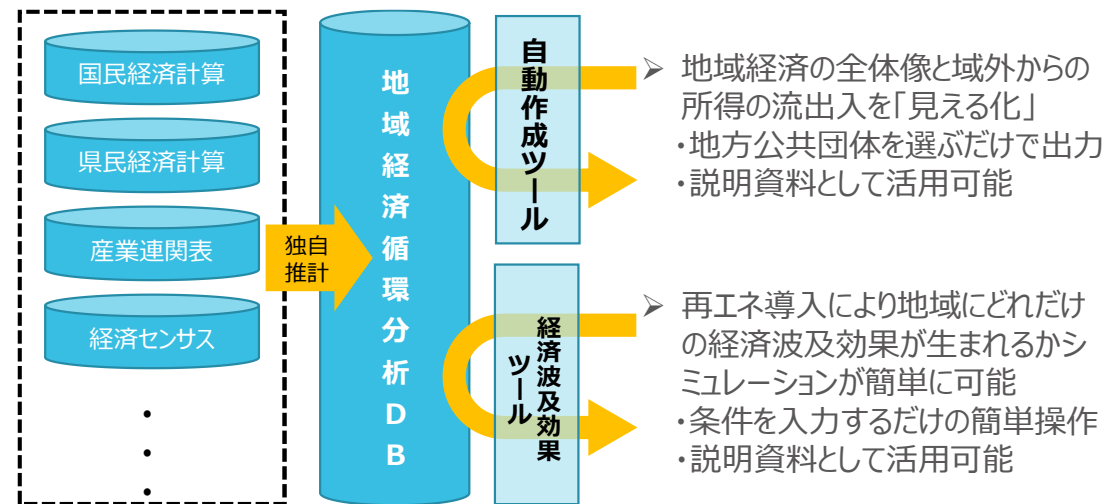 国民経済計算
県民経済計算
産業連関表
経済センサス
・
・
・
独自
推計
地域経済循環分析DB
自動作成ツール
➢ 地域経済の全体像と域外からの
所得の流出入を「見える化」
・地方公共団体を選ぶだけで出力
・説明資料として活用可能
経済波及効果
ツール
➢ 再エネ導入により地域にどれだけ
の経済波及効果が生まれるかシ
ミュレーションが簡単に可能
・条件を入力するだけの簡単操作
・説明資料として活用可能